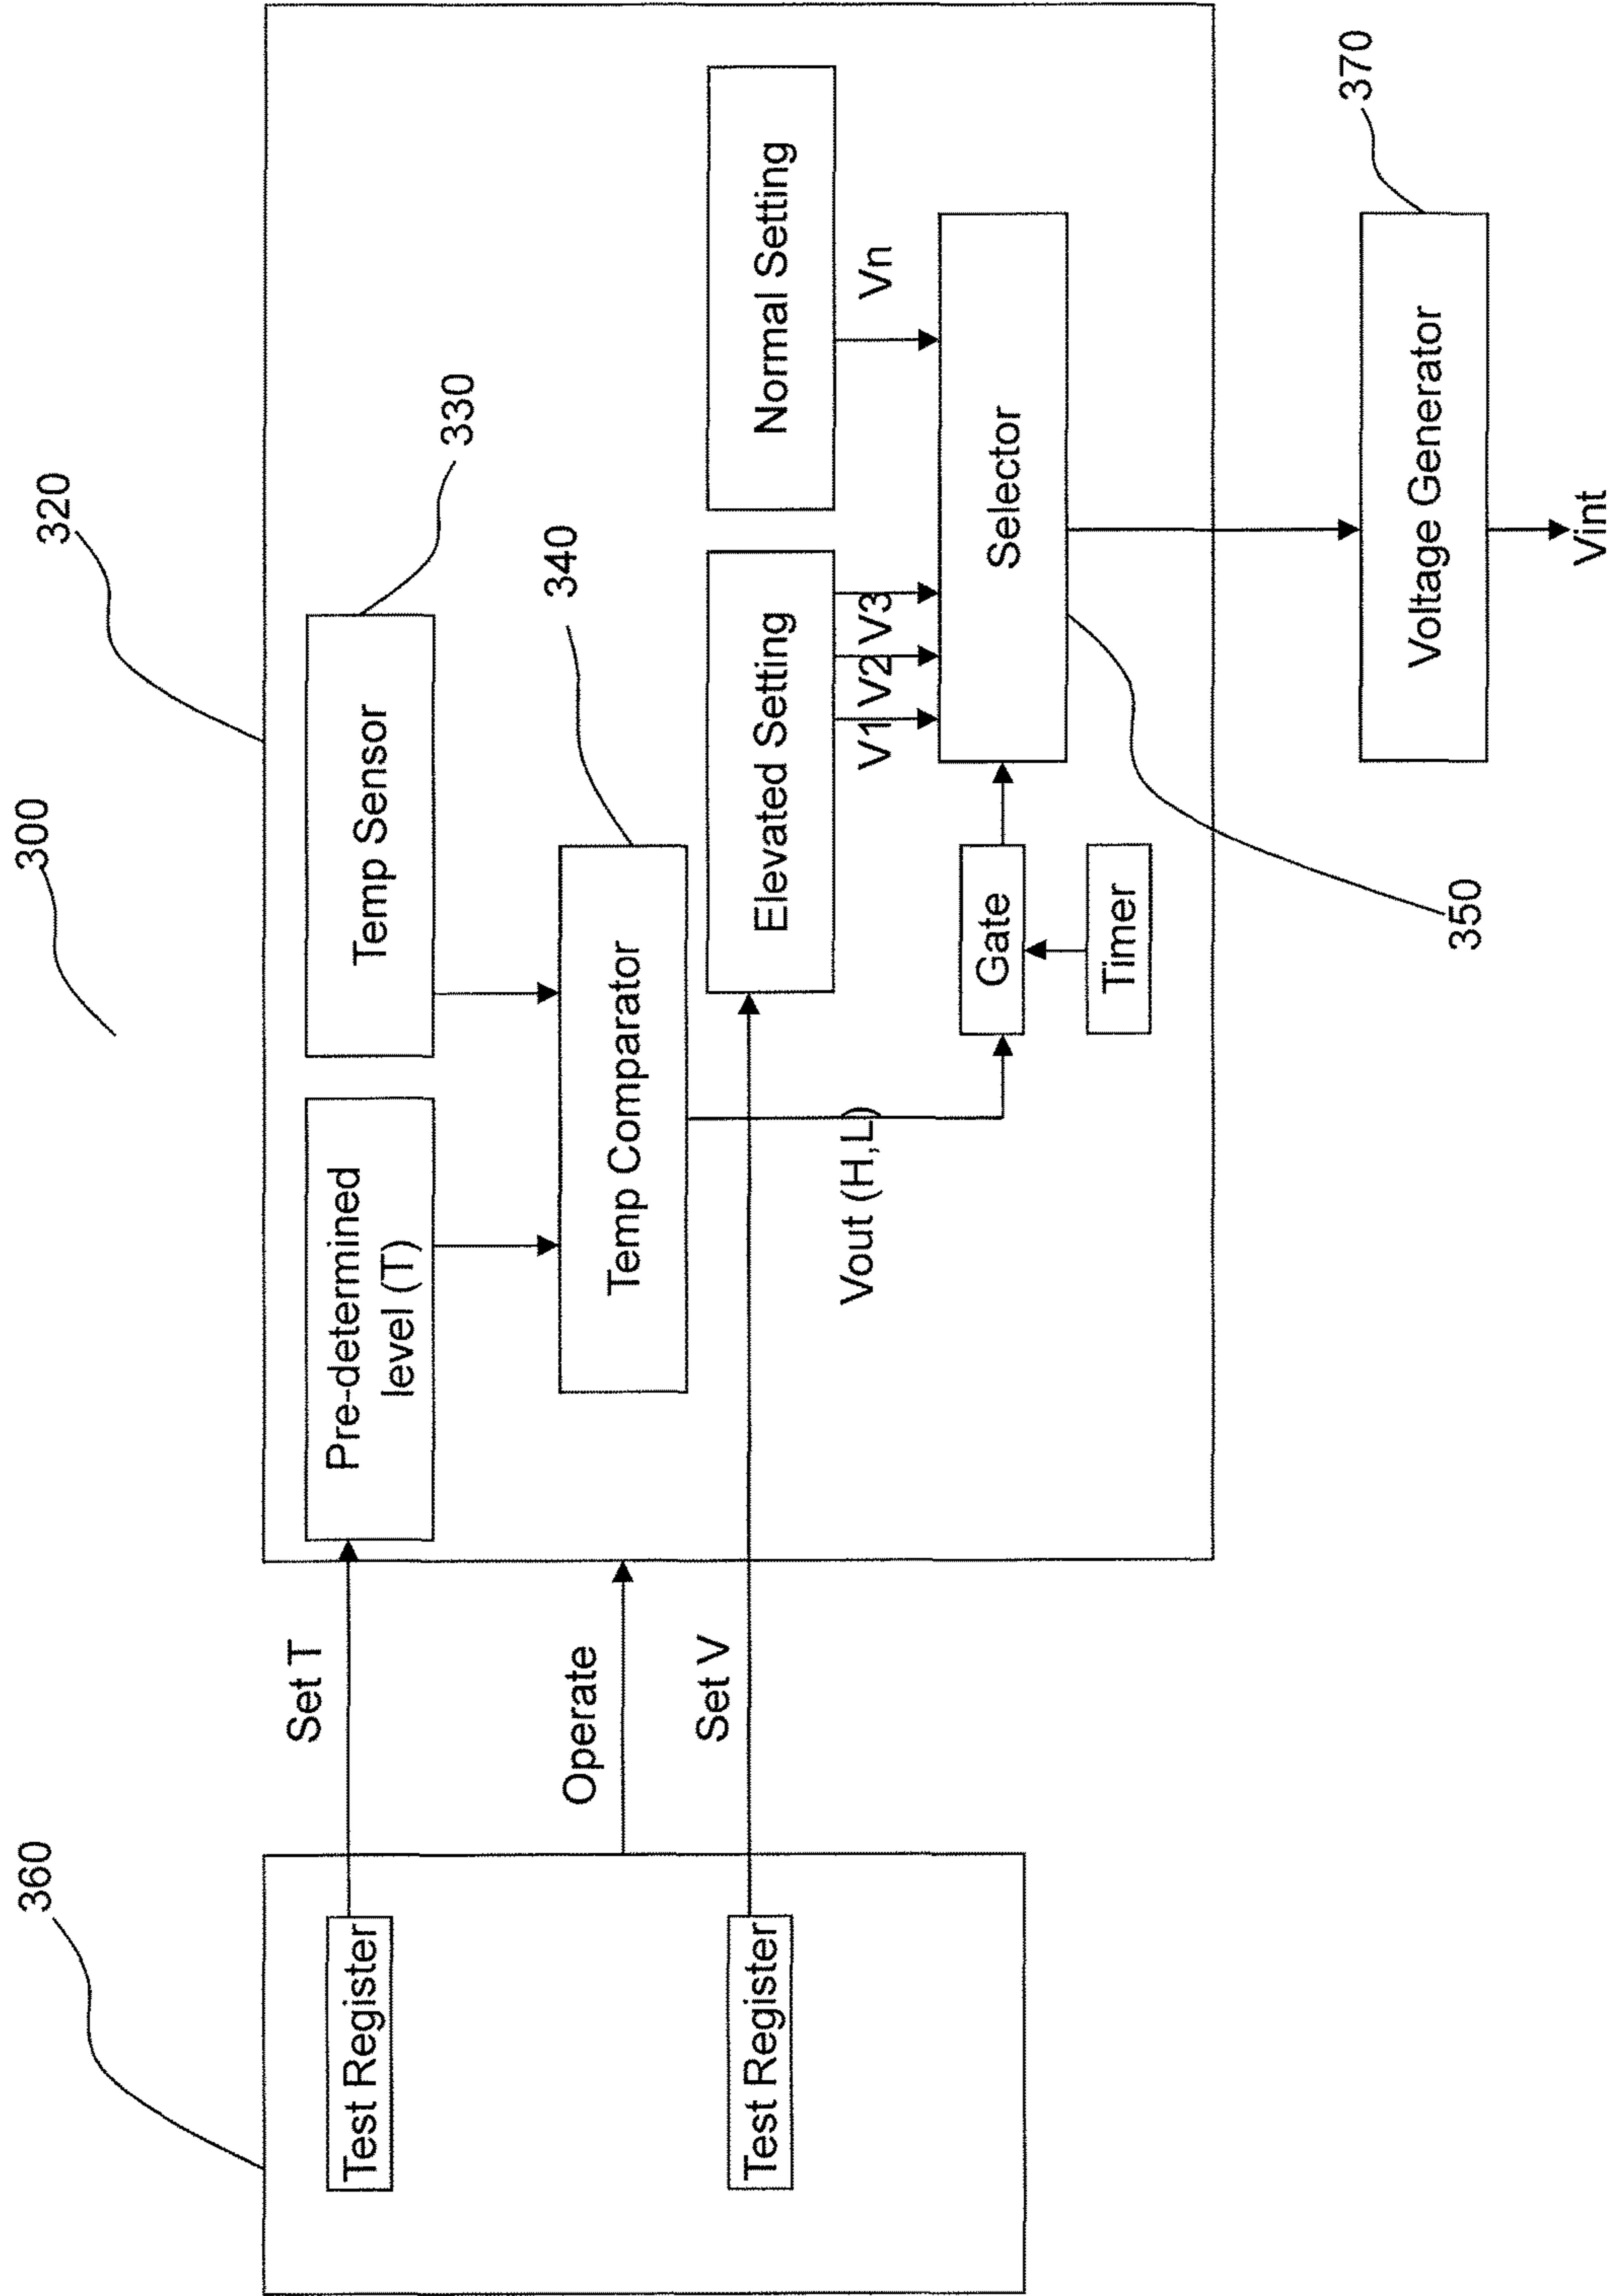 300
320
330
340
360
Pre-determined
level (T)
Temp Sensor
Set T
Test Register
Temp Comparator
Operate
Elevated Setting
Normal Setting
Set V
Test Register
Vout (H,L)
V1
V2
V3
Vn
Gate
Selector
Timer
350
370
Voltage Generator
Vint